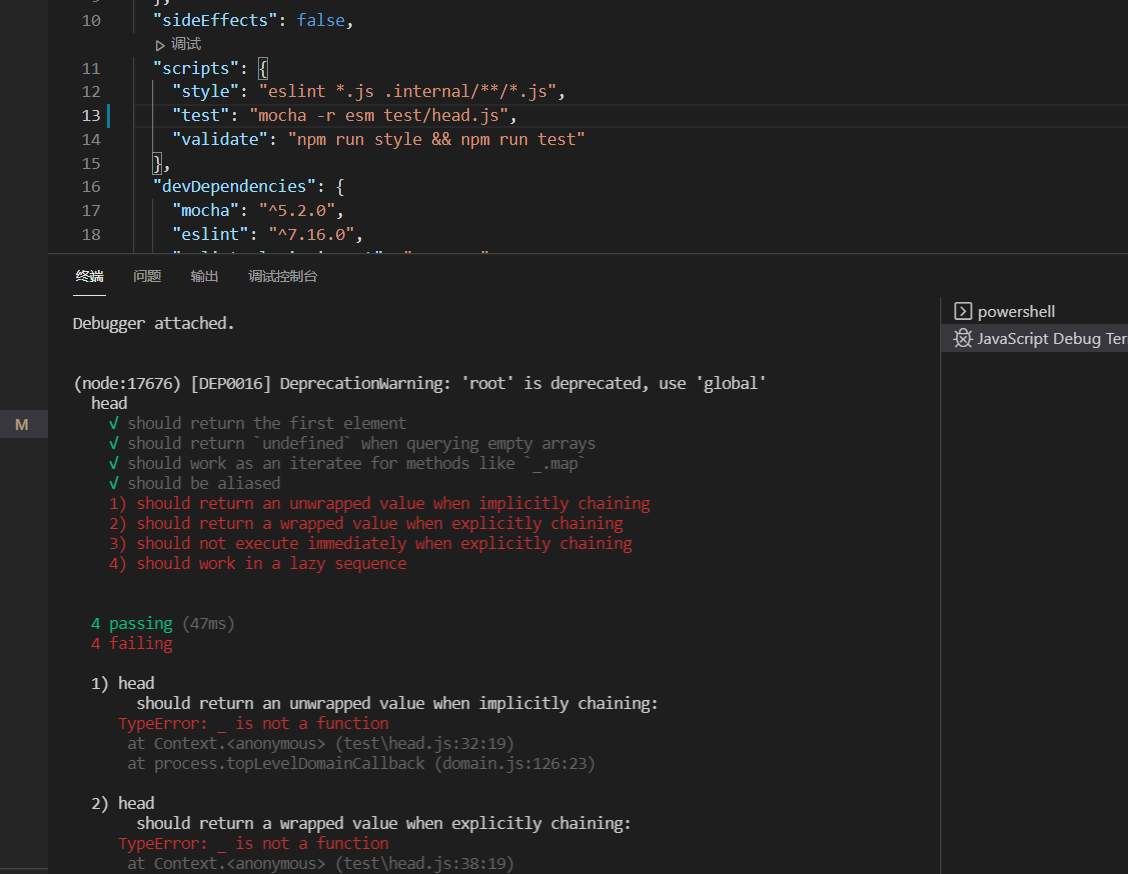 10 "sideEffects": false,
调试
11 "scripts": {
12 "style": "eslint *.js .internal/**/*.js",
13 "test": "mocha -r esm test/head.js",
14 "validate": "npm run style && npm run test"
15 },
16 "devDependencies": {
17 "mocha": "^5.2.0",
18 "eslint": "^7.16.0",
终端 问题 输出 调试控制台
powershell
JavaScript Debug Ter
M
Debugger attached.
(node:17676) [DEP0016] DeprecationWarning: 'root' is deprecated, use 'global'
head
√ should return the first element
√ should return `undefined` when querying empty arrays
√ should work as an iteratee for methods like `_.map`
√ should be aliased
1) should return an unwrapped value when implicitly chaining
2) should return a wrapped value when explicitly chaining
3) should not execute immediately when explicitly chaining
4) should work in a lazy sequence
4 passing (47ms)
4 failing
1) head
should return an unwrapped value when implicitly chaining:
TypeError: _ is not a function
at Context.<anonymous> (test\head.js:32:19)
at process.topLevelDomainCallback (domain.js:126:23)
2) head
should return a wrapped value when explicitly chaining:
TypeError: _ is not a function
at Context.<anonymous> (test\head.js:38:19)